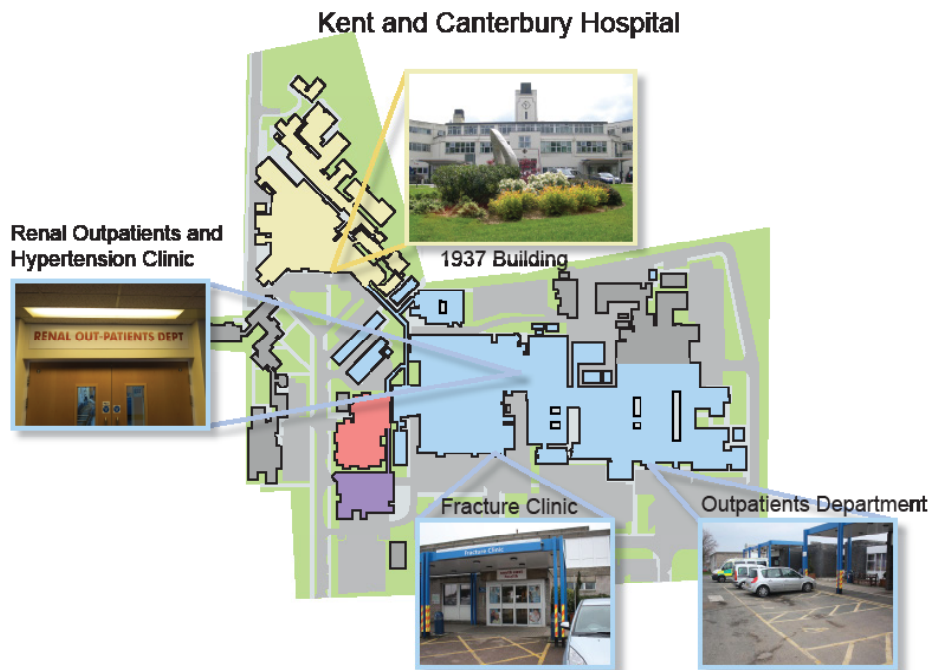 Kent and Canterbury Hospital
1937 Building
Renal Outpatients and
Hypertension Clinic
RENAL OUT-PATIENTS DEPT
Fracture Clinic
Fracture Clinic
Outpatients Department